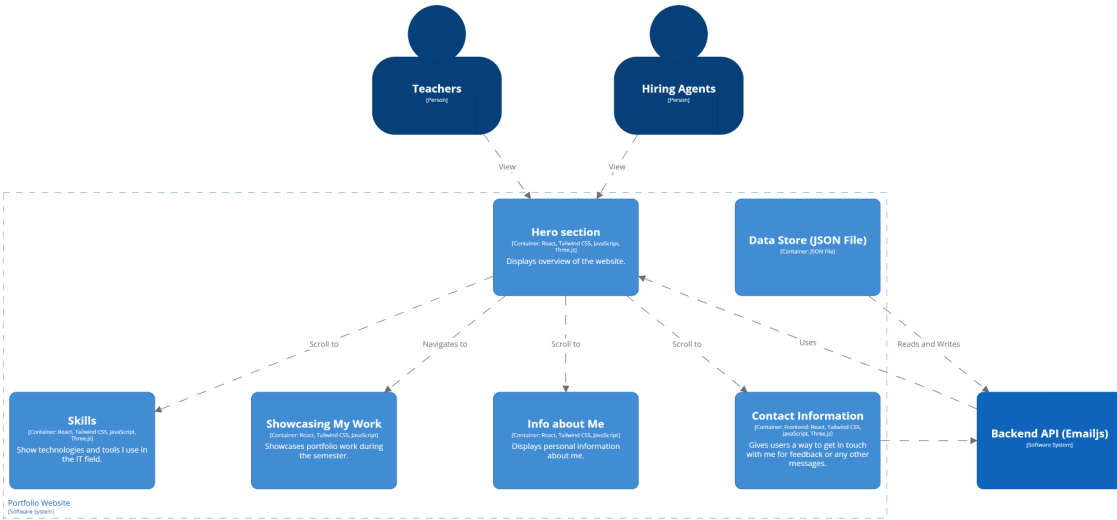 Teachers
[Person]
Hiring Agents
[Person]
View
View
Hero section
[Container: React, Tailwind CSS, JavaScript,
Three.js]
Displays overview of the website.
Data Store (JSON File)
[Container: JSON File]
Scroll to
Navigates to
Scroll to
Scroll to
Uses
Reads and Writes
Skills
[Container: React, Tailwind CSS, JavaScript,
Three.js]
Show technologies and tools I use in
the IT field.
Showcasing My Work
[Container: React, Tailwind CSS, JavaScript]
Showcases portfolio work during
the semester.
Info about Me
[Container: React, Tailwind CSS, JavaScript]
Displays personal information
about me.
Contact Information
[Container: Frontend: React, Tailwind CSS,
JavaScript, Three.js]
Gives users a way to get in touch
with me for feedback or any other
messages.
Backend API (Emailjs)
[Software System]
Portfolio Website
[Software System]